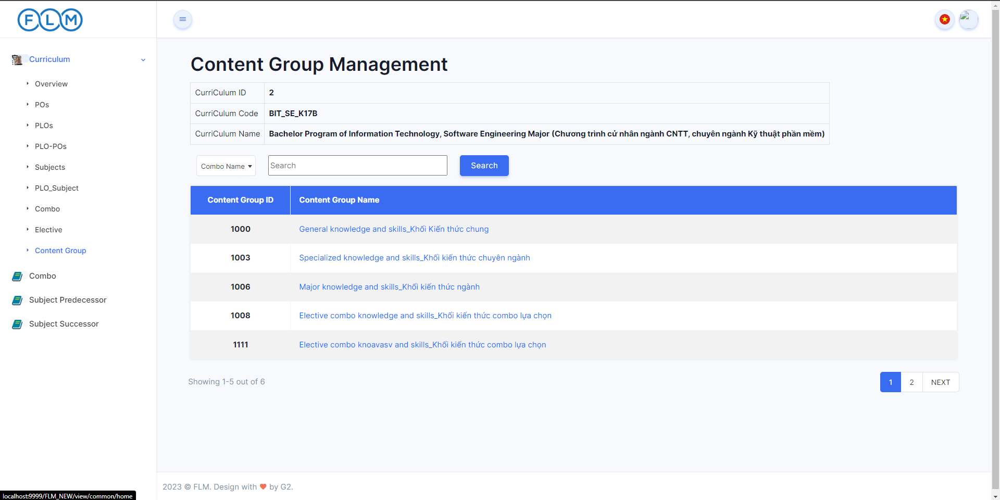 FLM
Curriculum
Overview
POs
PLOs
PLO-POs
Subjects
PLO_Subject
Combo
Elective
Content Group
Combo
Subject Predecessor
Subject Successor
Content Group Management
CurriCulum ID 2
CurriCulum Code BIT_SE_K17B
CurriCulum Name Bachelor Program of Information Technology, Software Engineering Major (Chương trình cử nhân ngành CNTT, chuyên ngành Kỹ thuật phần mềm)
Combo Name Search Search
Content Group ID Content Group Name
1000 General knowledge and skills_Khối Kiến thức chung
1003 Specialized knowledge and skills_Khối kiến thức chuyên ngành
1006 Major knowledge and skills_Khối kiến thức ngành
1008 Elective combo knowledge and skills_Khối kiến thức combo lựa chọn
1111 Elective combo knoavasv and skills_Khối kiến thức combo lựa chọn
Showing 1-5 out of 6 1 2 NEXT
2023 © FLM. Design with ❤ by G2.
localhost:9999/FLM_NEW/view/common/home